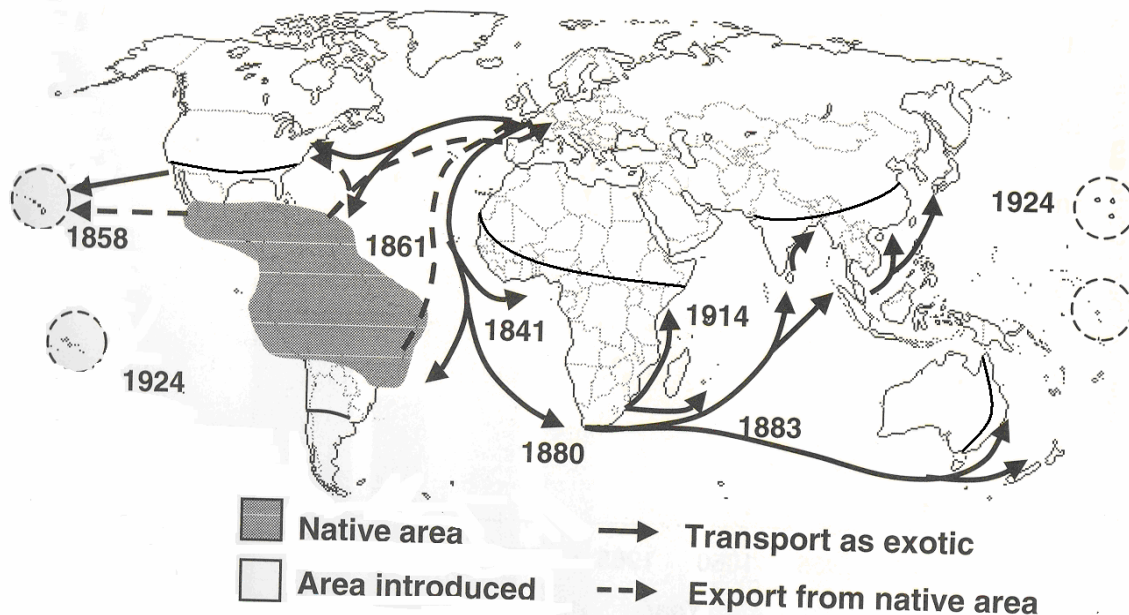 1924
1858
1861
1841
1914
1924
1880
1883
Native area
Transport as exotic
Area introduced
Export from native area